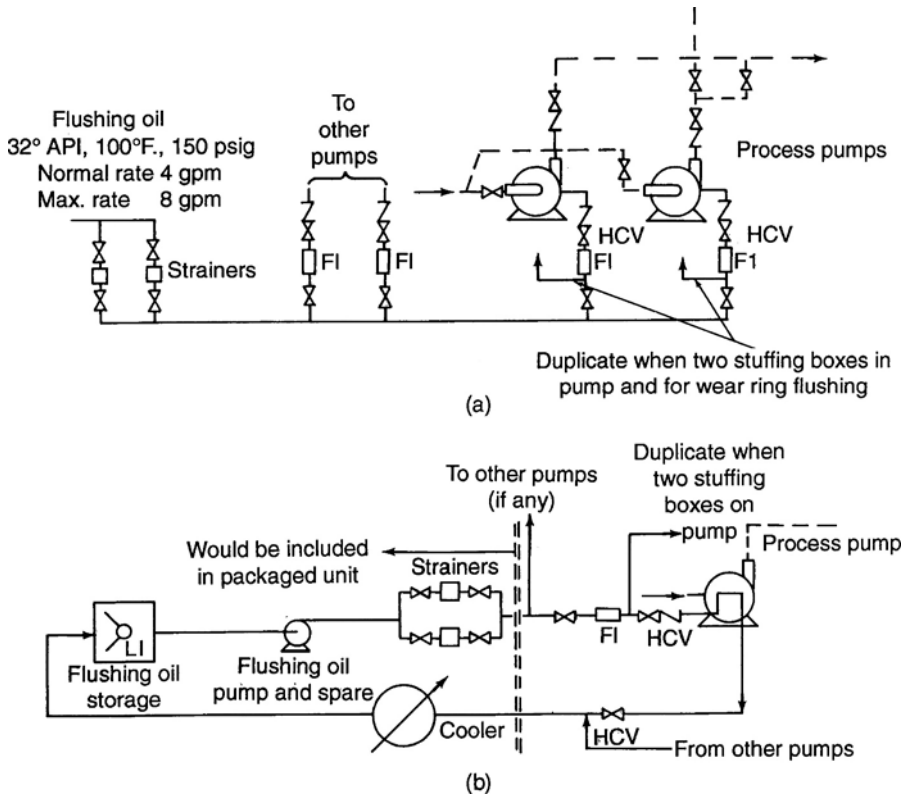 Flushing oil
32° API, 100°F., 150 psig
Normal rate 4 gpm
Max. rate 8 gpm
Strainers
To
other
pumps
FI
FI
Process pumps
HCV
FI
HCV
F1
Duplicate when two stuffing boxes in
pump and for wear ring flushing
(a)
To other pumps
(if any)
Duplicate when
two stuffing
boxes on
pump
Process pump
Would be included
in packaged unit
Strainers
LI
Flushing oil
storage
Flushing oil
pump and spare
FI
HCV
Cooler
HCV
From other pumps
(b)